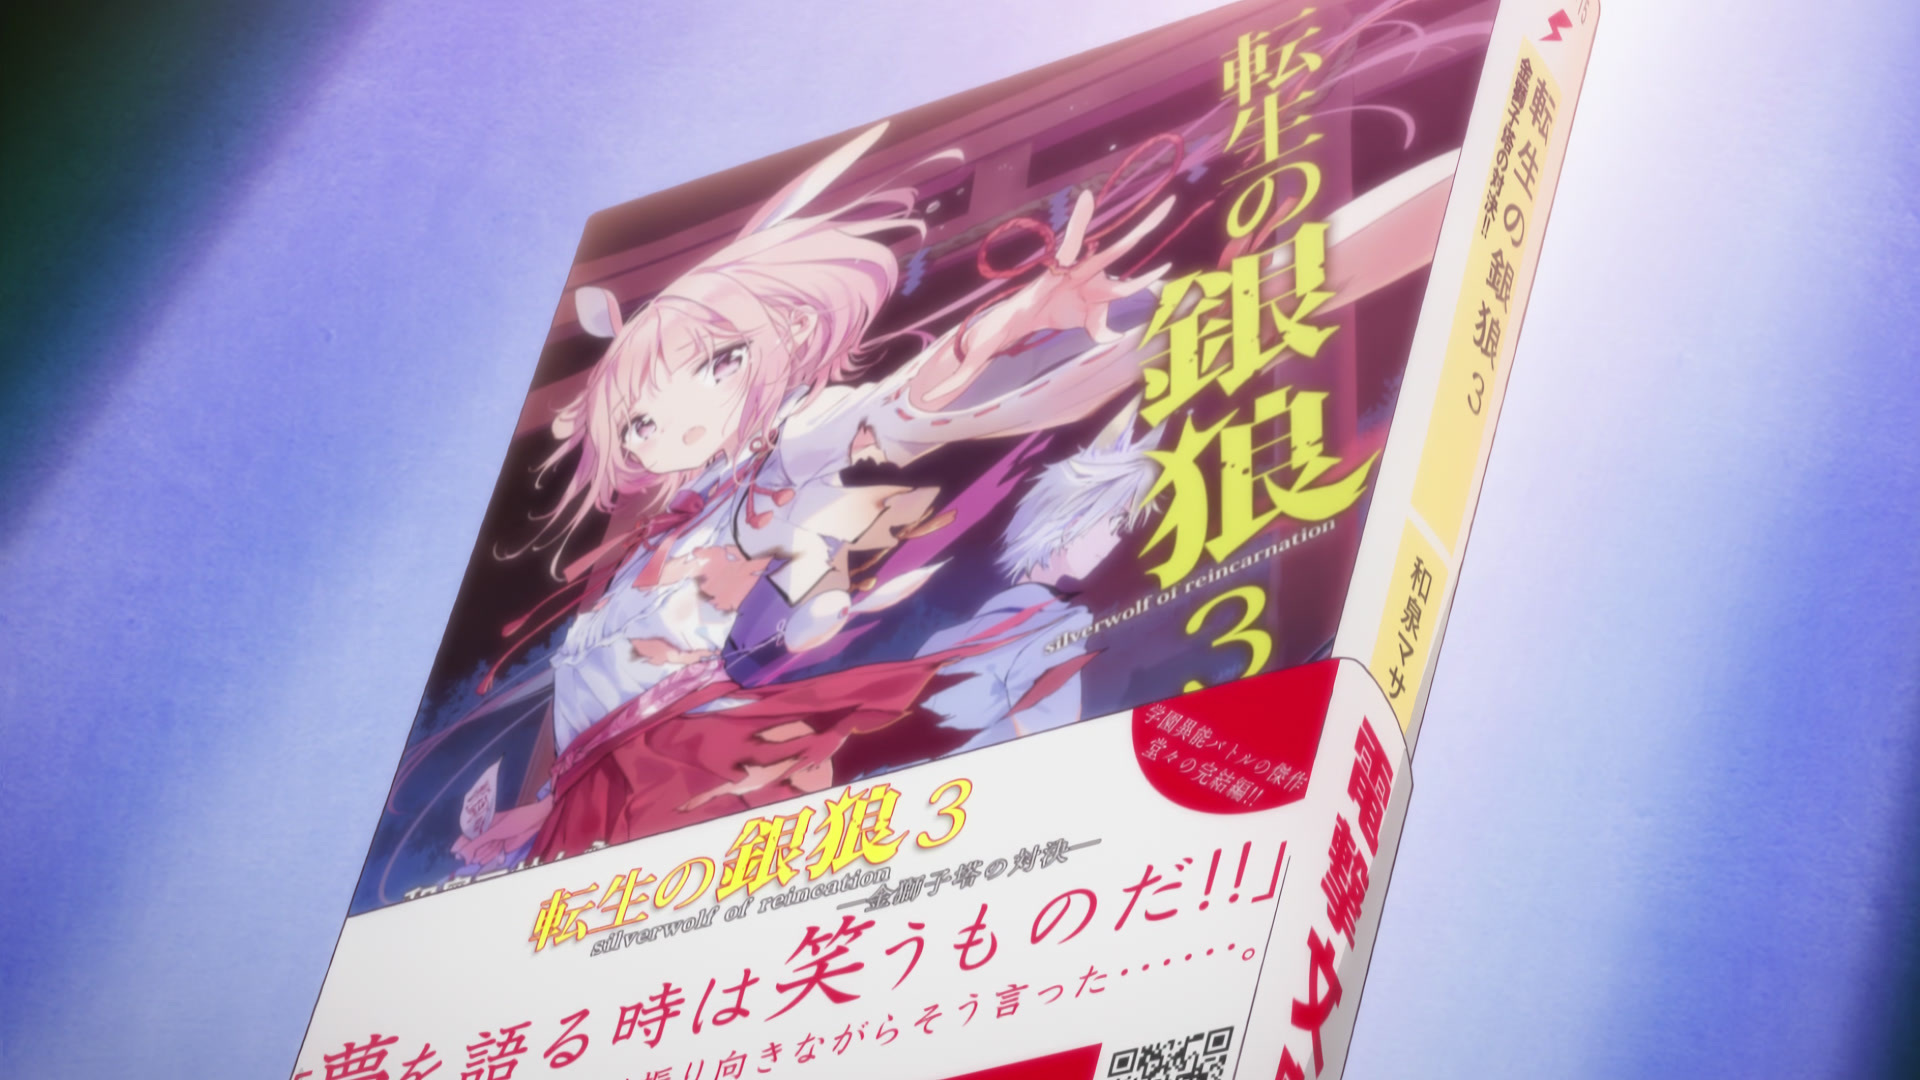 転生の銀狼
silverwolf of reincarnation
3
転生の銀狼 3
金獅子塔の対決!!
和泉マサ
学園異能バトルの傑作
堂々の完結編!!
転生の銀狼 3
silverwolf of reincation
―金獅子塔の対決―
「夢を語る時は笑うものだ!!」
振り向きながらそう言った‥‥‥。